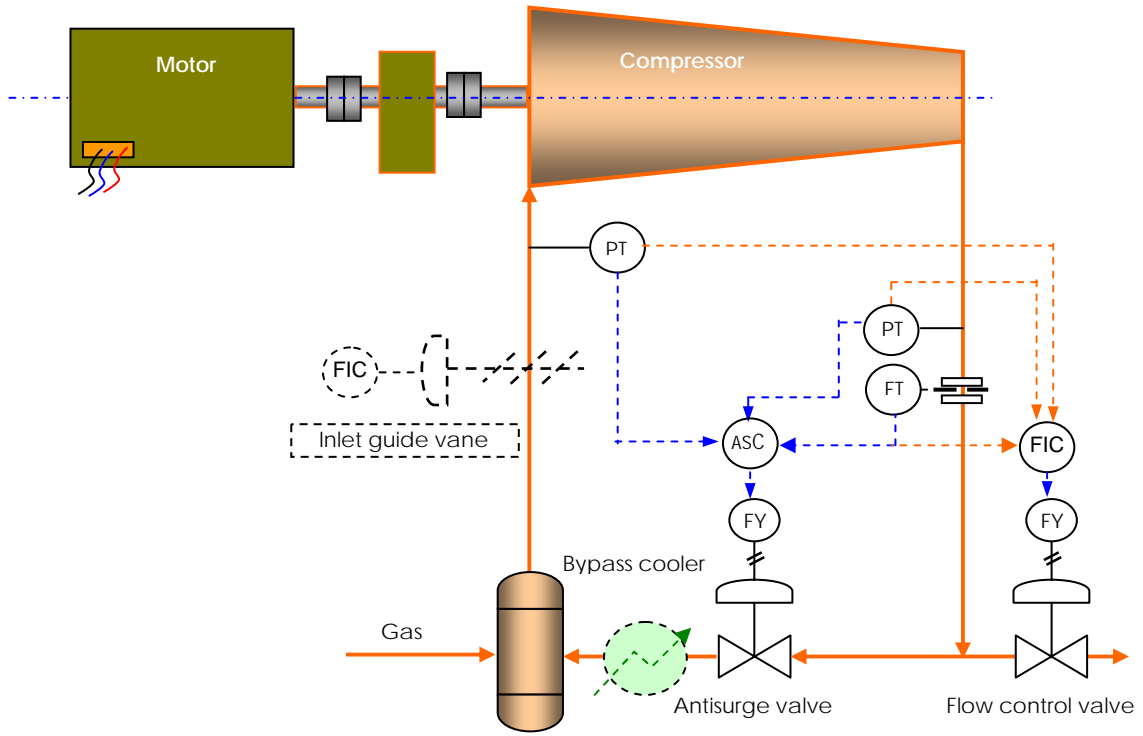 Motor
Compressor
PT
PT
FIC
FT
Inlet guide vane
ASC
FIC
FY
FY
Bypass cooler
Gas
Antisurge valve
Flow control valve